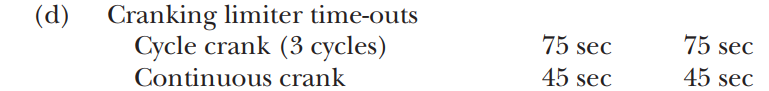 (d) Cranking limiter time-outs
Cycle crank (3 cycles) 75 sec 75 sec
Continuous crank 45 sec 45 sec